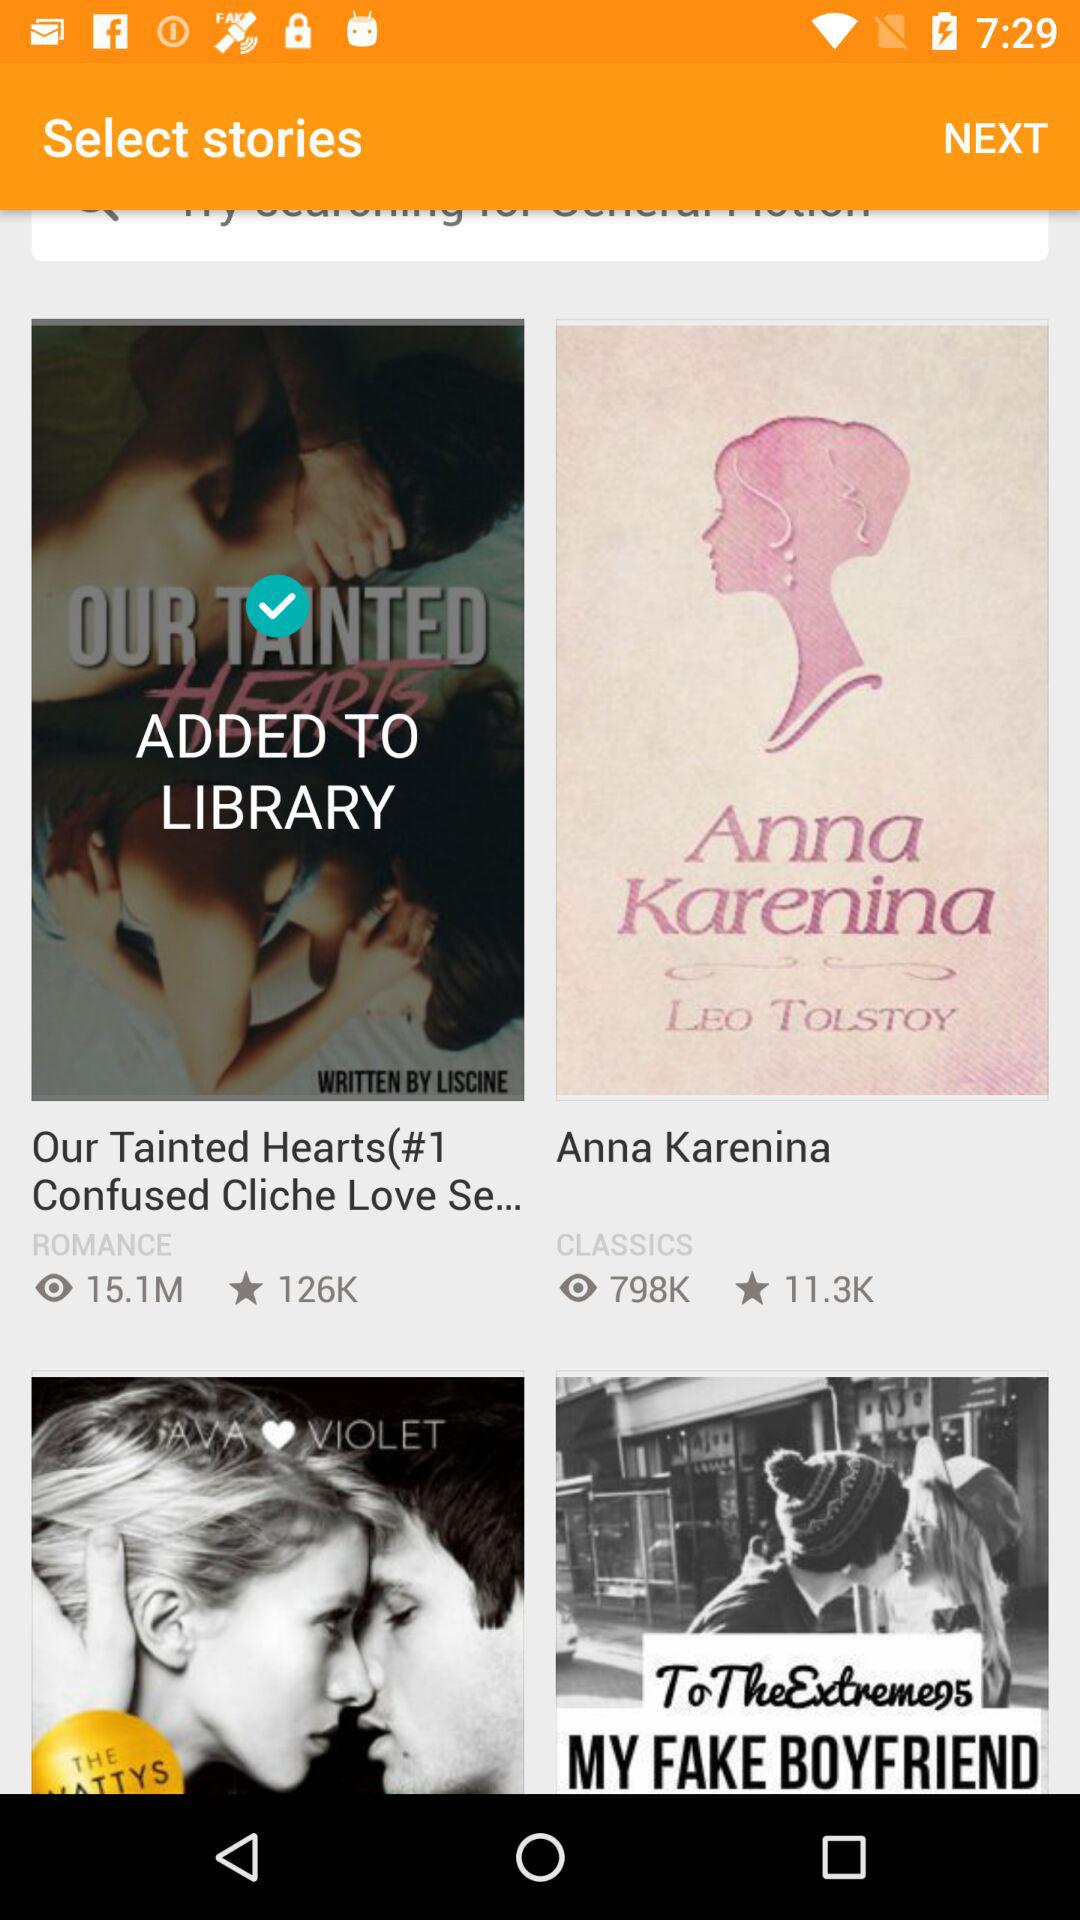 FAKE
7:29
Select stories
NEXT
Try searching for General Fiction
OUR TAINTED
HEARTS
ADDED TO
LIBRARY
WRITTEN BY LISCINE
Anna
Karenina
LEO TOLSTOY
Our Tainted Hearts(#1
Confused Cliche Love Se...
ROMANCE
15.1M 126K
Anna Karenina
CLASSICS
798K 11.3K
AVA VIOLET
THE
WATTYS
ToTheExtreme95
MY FAKE BOYFRIEND